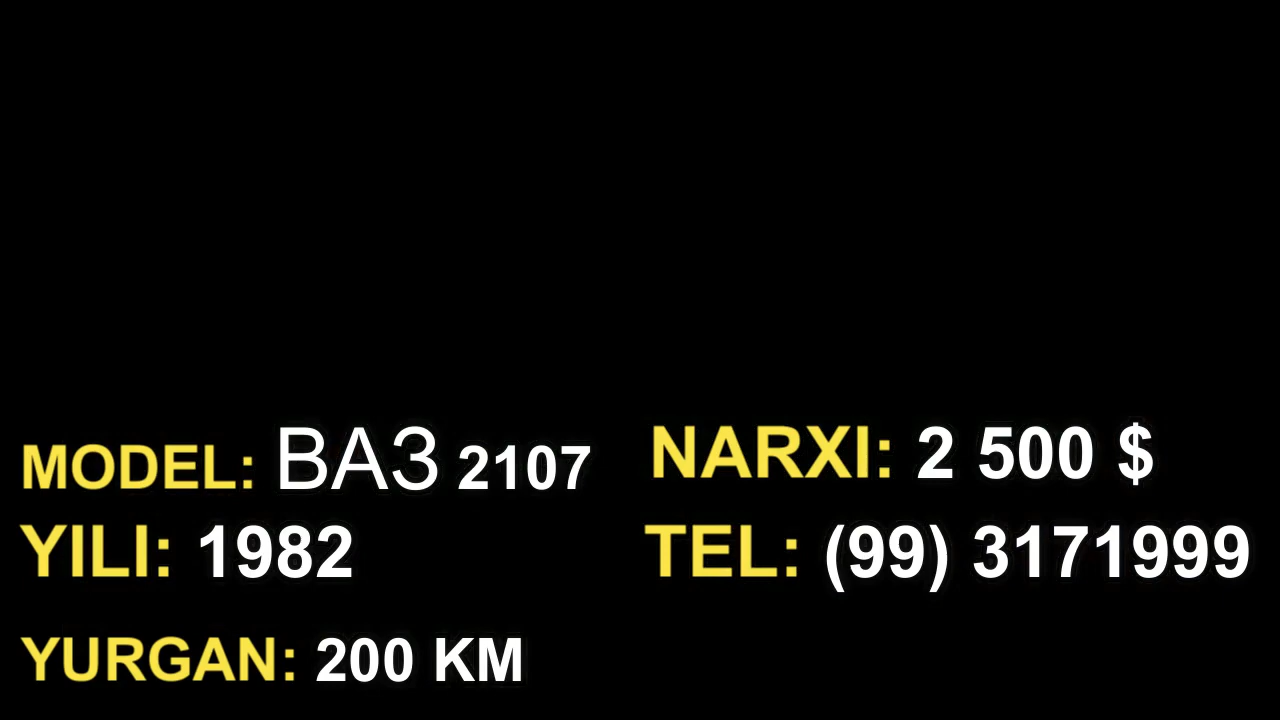 MODEL: ВАЗ 2107
YILI: 1982
YURGAN: 200 KM
NARXI: 2 500 $
TEL: (99) 3171999